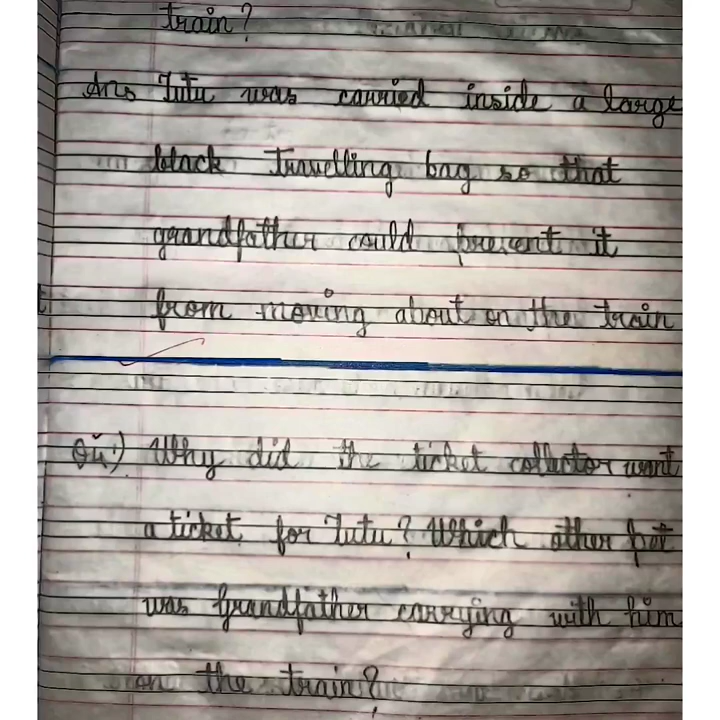 train?
Ans Tutu was carried inside a large
black travelling bag so that
grandfather could prevent it
from moving about on the train
Qii:) Why did the ticket collector want
a ticket for Tutu? Which other pet
was Grandfather carrying with him
on the train?